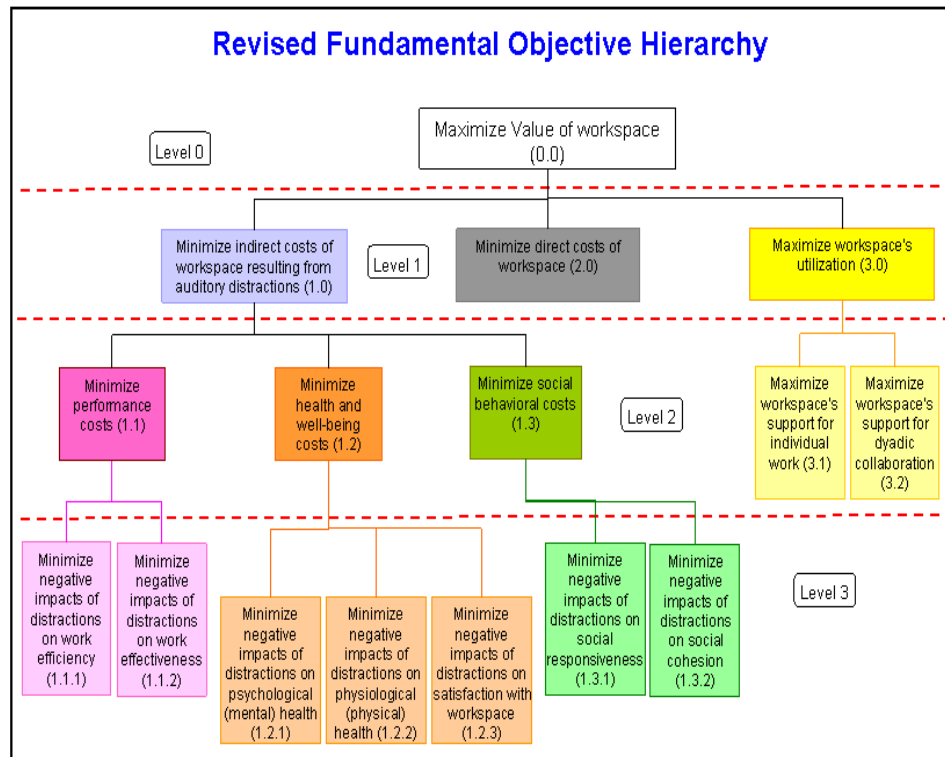 Revised Fundamental Objective Hierarchy
Maximize Value of workspace
(0.0)
Level 0
Minimize indirect costs of
workspace resulting from
auditory distractions (1.0)
Level 1
Minimize direct costs of
workspace (2.0)
Maximize workspace's
utilization (3.0)
Minimize
performance
costs (1.1)
Minimize
health and
well-being
costs (1.2)
Minimize social
behavioral costs
(1.3)
Level 2
Maximize
workspace's
support for
individual
work (3.1)
Maximize
workspace's
support for
dyadic
collaboration
(3.2)
Minimize
negative
impacts of
distractions
on work
efficiency
(1.1.1)
Minimize
negative
impacts of
distractions
on work
effectiveness
(1.1.2)
Minimize
negative
impacts of
distractions on
psychological
(mental) health
(1.2.1)
Minimize
negative
impacts of
distractions on
physiological
(physical)
health (1.2.2)
Minimize
negative
impacts of
distractions on
satisfaction with
workspace
(1.2.3)
Minimize
negative
impacts of
distractions on
social
responsiveness
(1.3.1)
Minimize
negative
impacts of
distractions
on social
cohesion
(1.3.2)
Level 3